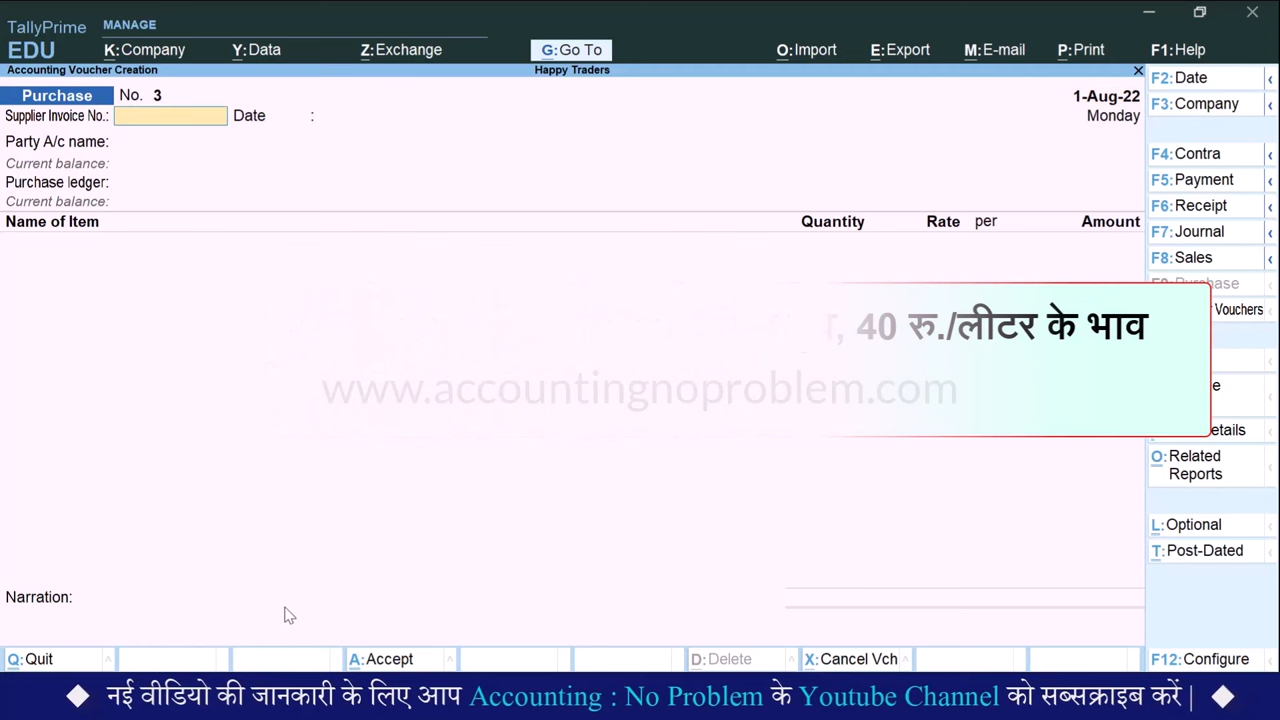 TallyPrime
EDU
MANAGE
K:Company
Y:Data
Z:Exchange
G:Go To
O:Import
E:Export
M:E-mail
P:Print
F1:Help
Accounting Voucher Creation
Happy Traders
Purchase No. 3
1-Aug-22
Supplier Invoice No.: Date :
Monday
Party A/c name:
Current balance:
Purchase ledger:
Current balance:
Name of Item Quantity Rate per Amount
40 रु./लीटर के भाव
www.accountingnoproblem.com
Narration:
F2:Date
F3:Company
F4:Contra
F5:Payment
F6:Receipt
F7:Journal
F8:Sales
Purchase
Vouchers
O:Related
Reports
L:Optional
T:Post-Dated
Q:Quit
A:Accept
D:Delete
X:Cancel Vch
F12:Configure
नई वीडियो की जानकारी के लिए आप Accounting : No Problem के Youtube Channel को सब्सक्राइब करें |